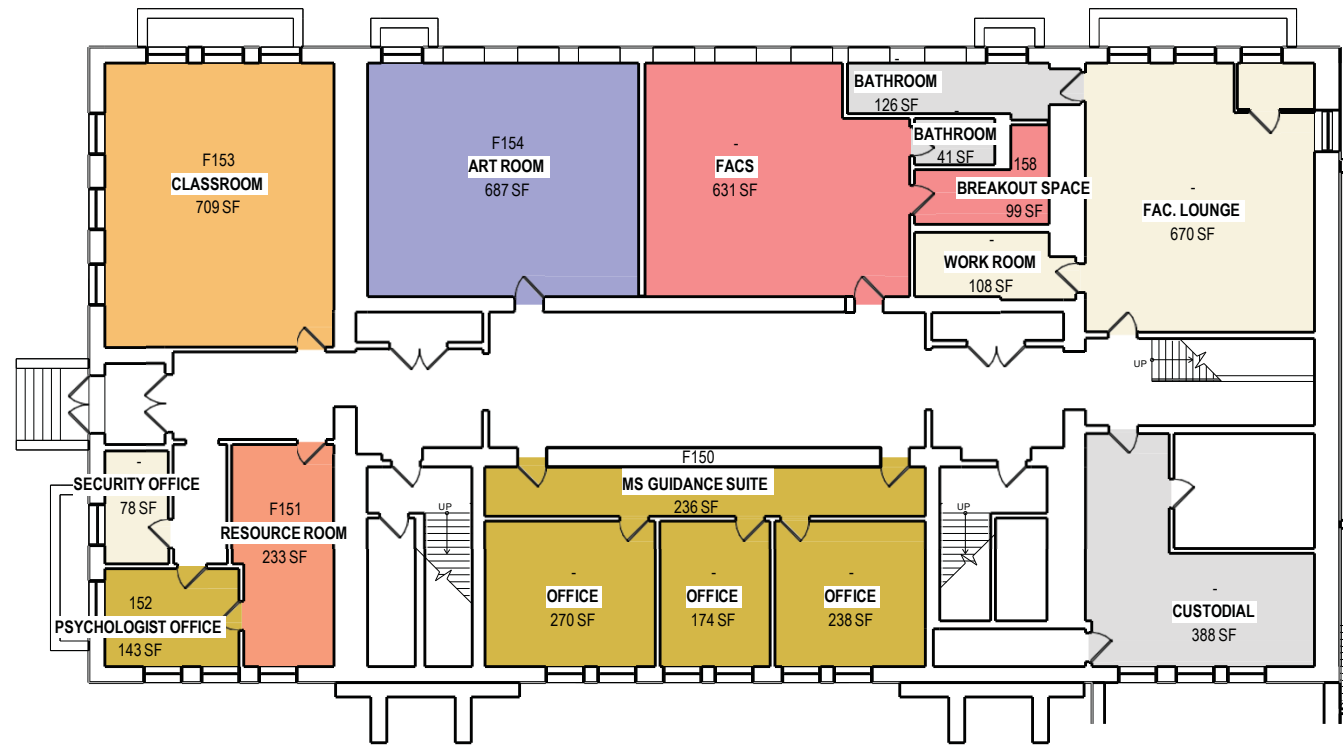 -
BATHROOM
126 SF
F153
CLASSROOM
709 SF
F154
ART ROOM
687 SF
-
FACS
631 SF
-
BATHROOM
41 SF
158
BREAKOUT SPACE
99 SF
-
FAC. LOUNGE
670 SF
-
WORK ROOM
108 SF
UP
-
SECURITY OFFICE
78 SF
F151
RESOURCE ROOM
233 SF
F150
MS GUIDANCE SUITE
236 SF
UP
UP
152
PSYCHOLOGIST OFFICE
143 SF
-
OFFICE
270 SF
-
OFFICE
174 SF
-
OFFICE
238 SF
-
CUSTODIAL
388 SF